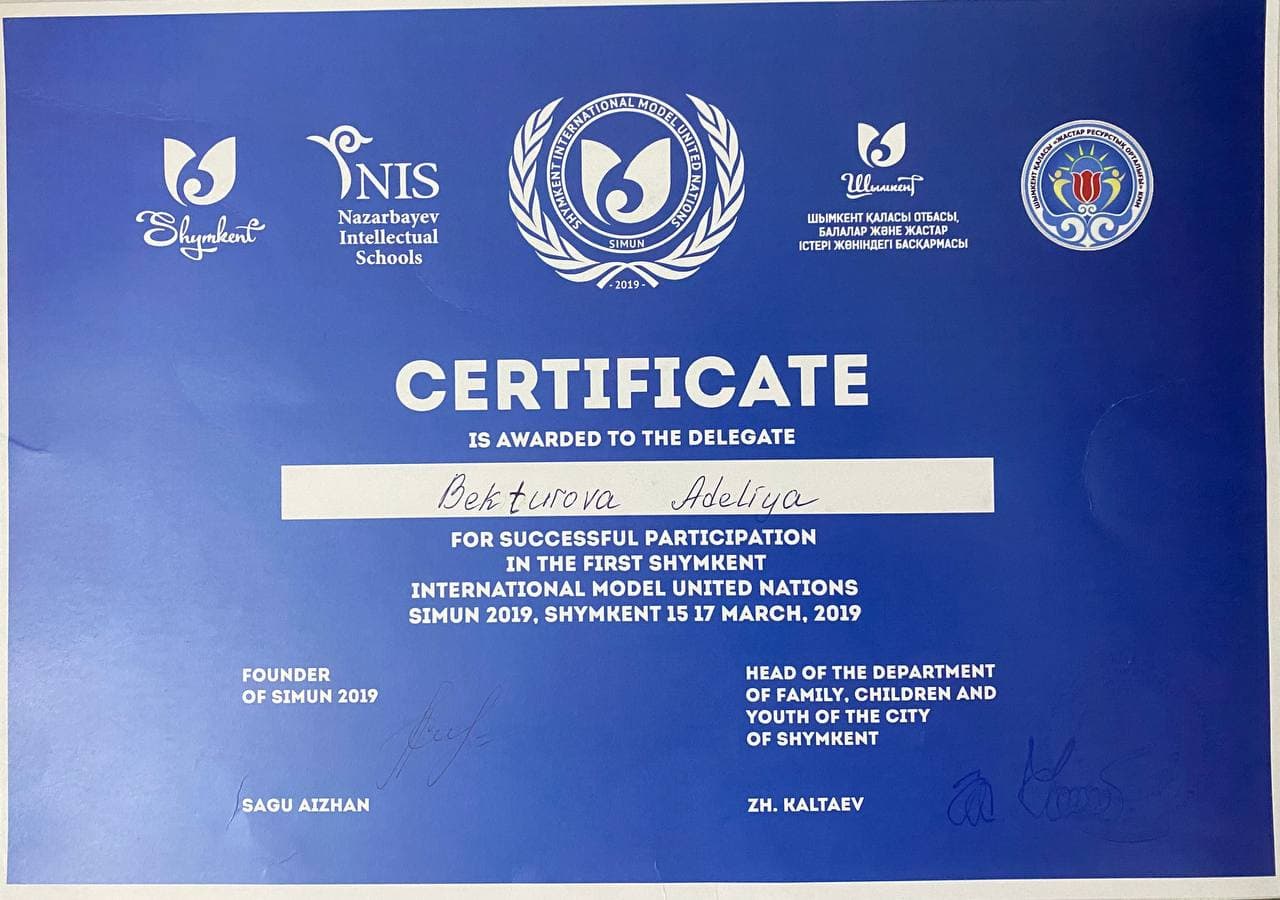 Shymkent
NIS
Nazarbayev
Intellectual
Schools
SHYMKENT INTERNATIONAL MODEL UNITED NATIONS
SIMUN
- 2019 -
Шымкент
ШЫМКЕНТ ҚАЛАСЫ ОТБАСЫ,
БАЛАЛАР ЖӘНЕ ЖАСТАР
ІСТЕРІ ЖӨНІНДЕГІ БАСҚАРМАСЫ
ШЫМКЕНТ ҚАЛАСЫ «ЖАСТАР РЕСУРСТЫҚ ОРТАЛЫҒЫ» КММ
CERTIFICATE
IS AWARDED TO THE DELEGATE
Bekturova Adeliya
FOR SUCCESSFUL PARTICIPATION
IN THE FIRST SHYMKENT
INTERNATIONAL MODEL UNITED NATIONS
SIMUN 2019, SHYMKENT 15 17 MARCH, 2019
FOUNDER
OF SIMUN 2019
SAGU AIZHAN
HEAD OF THE DEPARTMENT
OF FAMILY, CHILDREN AND
YOUTH OF THE CITY
OF SHYMKENT
ZH. KALTAEV